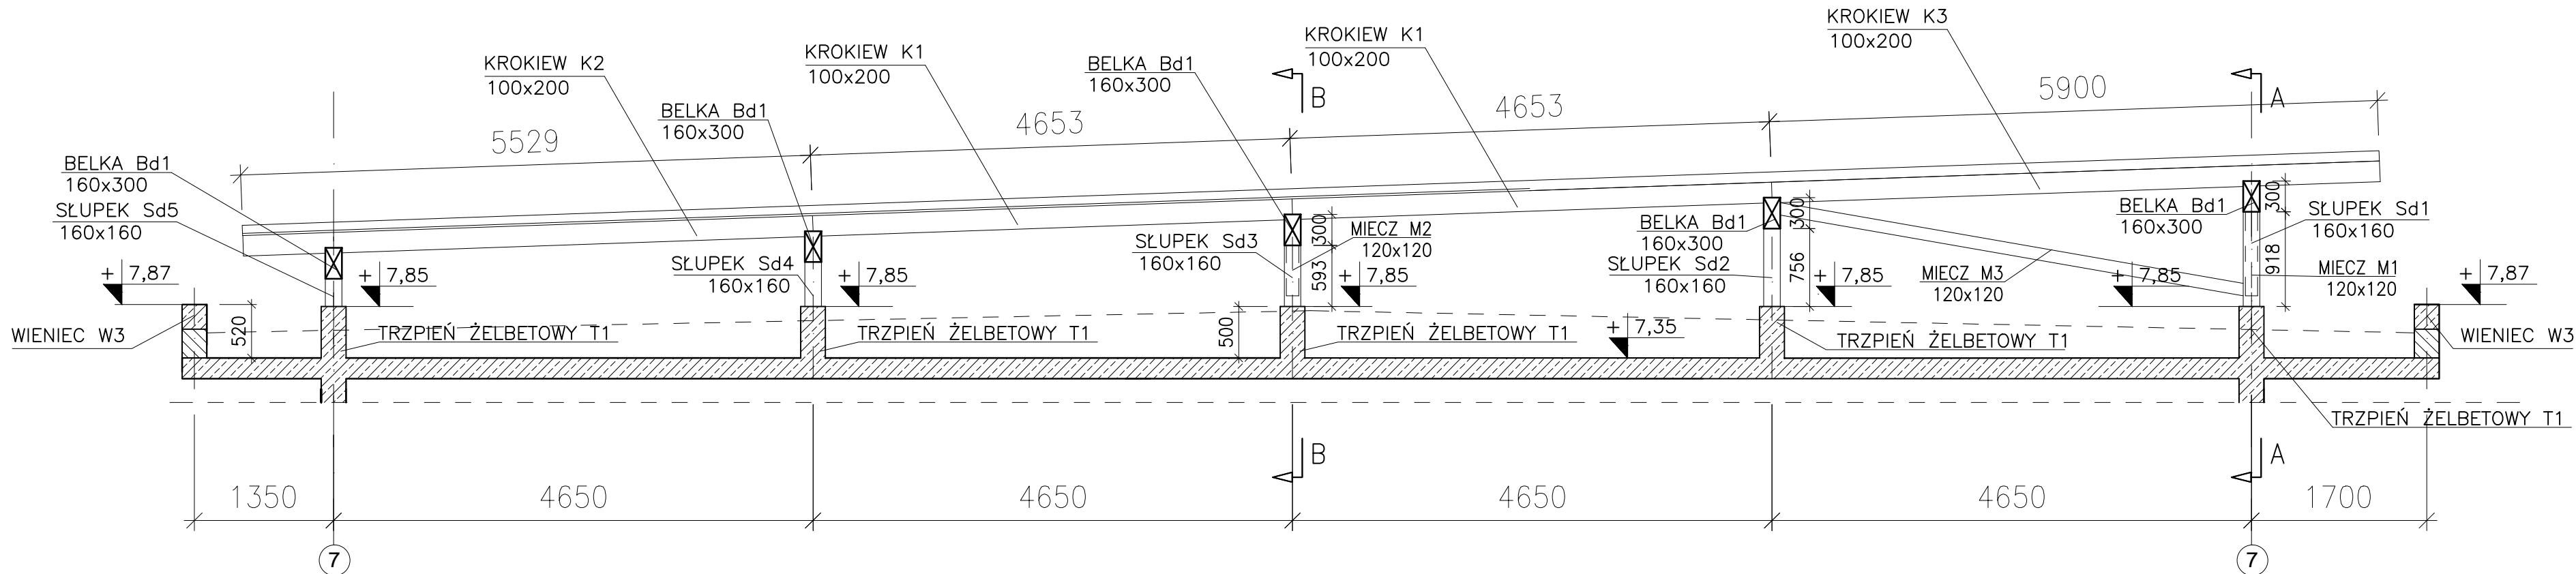 KROKIEW K2
100x200
KROKIEW K1
100x200
BELKA Bd1
160x300
KROKIEW K1
100x200
KROKIEW K3
100x200
B
A
5529
4653
4653
5900
BELKA Bd1
160x300
BELKA Bd1
160x300
SŁUPEK Sd5
160x160
SŁUPEK Sd4
160x160
SŁUPEK Sd3
160x160
300
593
MIECZ M2
120x120
BELKA Bd1
160x300
SŁUPEK Sd2
160x160
300
756
MIECZ M3
120x120
BELKA Bd1
160x300
300
918
SŁUPEK Sd1
160x160
MIECZ M1
120x120
+ 7,87
+ 7,85
+ 7,85
+ 7,85
+ 7,85
+ 7,85
+ 7,87
WIENIEC W3
520
TRZPIEŃ ŻELBETOWY T1
TRZPIEŃ ŻELBETOWY T1
500
TRZPIEŃ ŻELBETOWY T1
+ 7,35
TRZPIEŃ ŻELBETOWY T1
WIENIEC W3
TRZPIEŃ ŻELBETOWY T1
B
A
1350
4650
4650
4650
4650
1700
7
7